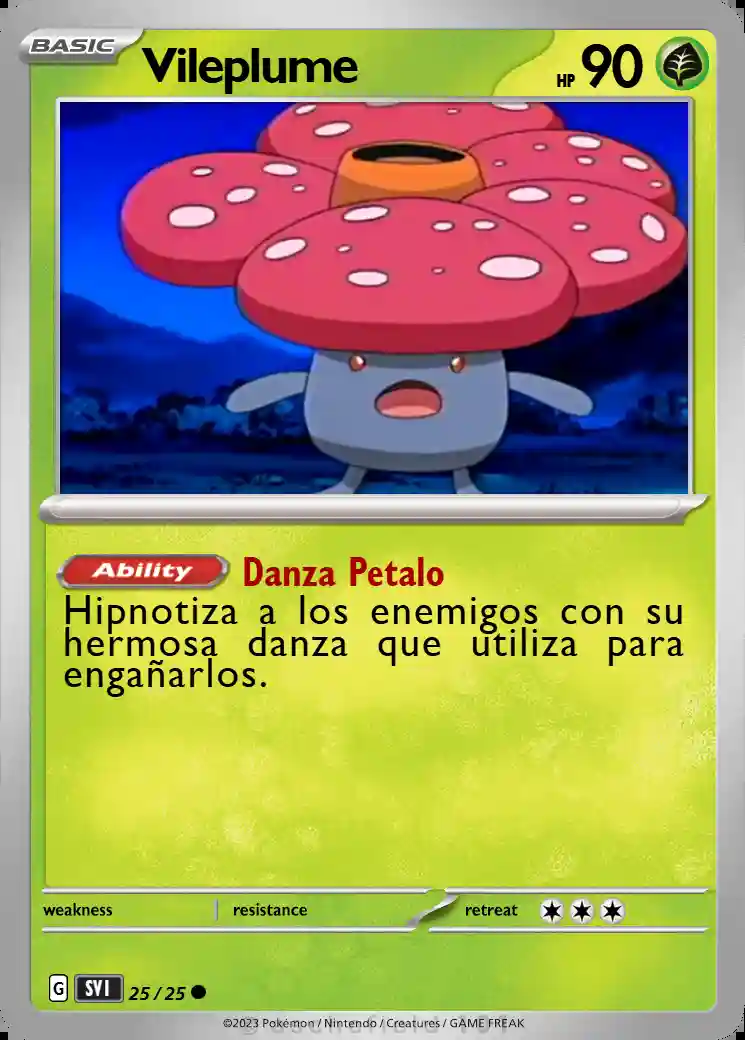 BASIC Vileplume HP 90
Ability Danza Petalo
Hipnotiza a los enemigos con su
hermosa danza que utiliza para
engañarlos.
weakness resistance retreat
G SVI 25/25
©2023 Pokémon / Nintendo / Creatures / GAME FREAK